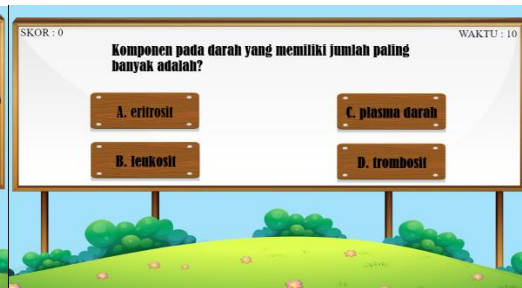 SKOR : 0
WAKTU : 10
Komponen pada darah yang memiliki jumlah paling
banyak adalah?
A. eritrosit
C. plasma darah
B. leukosit
D. trombosit